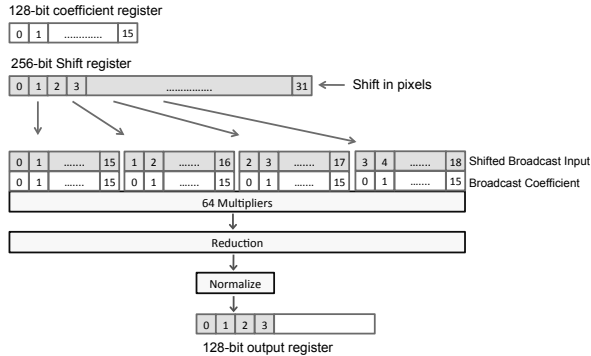 128-bit coefficient register
0 1 ............. 15
256-bit Shift register
0 1 2 3 ................ 31 Shift in pixels
0 1 ....... 15 1 2 ....... 16 2 3 ....... 17 3 4 ....... 18 Shifted Broadcast Input
0 1 ....... 15 0 1 ....... 15 0 1 ....... 15 0 1 ....... 15 Broadcast Coefficient
64 Multipliers
Reduction
Normalize
0 1 2 3
128-bit output register